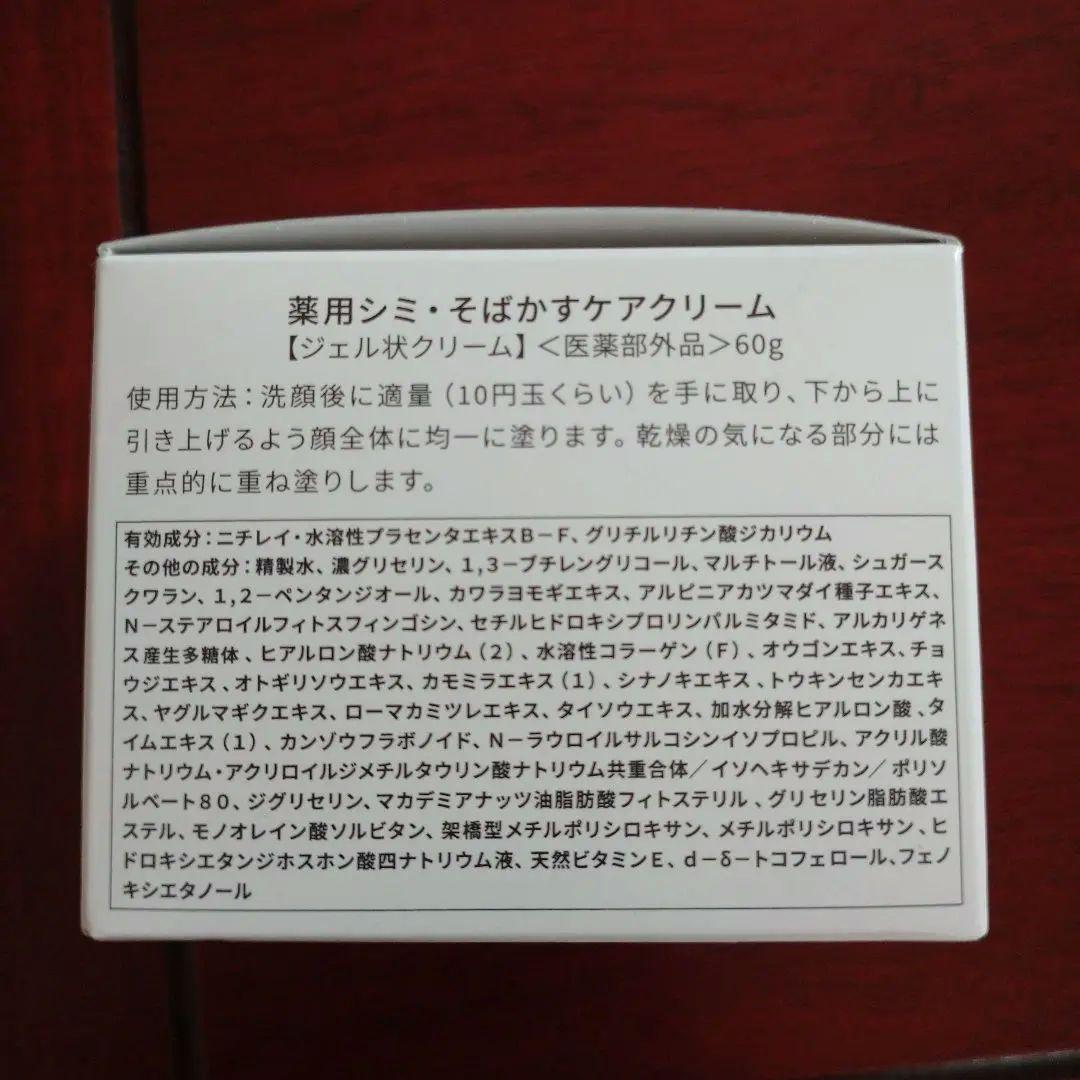 薬用シミ・そばかすケアクリーム
【ジェル状クリーム】＜医薬部外品＞60g
使用方法：洗顔後に適量（10円玉くらい）を手に取り、下から上に
引き上げるよう顔全体に均一に塗ります。乾燥の気になる部分には
重点的に重ね塗りします。
有効成分：ニチレイ・水溶性プラセンタエキスＢ－Ｆ、グリチルリチン酸ジカリウム
その他の成分：精製水、濃グリセリン、１,３－ブチレングリコール、マルチトール液、シュガース
クワラン、１,２－ペンタンジオール、カワラヨモギエキス、アルピニアカツマダイ種子エキス、
Ｎ－ステアロイルフィトスフィンゴシン、セチルヒドロキシプロリンパルミタミド、アルカリゲネ
ス産生多糖体、ヒアルロン酸ナトリウム（２）、水溶性コラーゲン（Ｆ）、オウゴンエキス、チョ
ウジエキス、オトギリソウエキス、カモミラエキス（１）、シナノキエキス、トウキンセンカエキ
ス、ヤグルマギクエキス、ローマカミツレエキス、タイソウエキス、加水分解ヒアルロン酸、タ
イムエキス（１）、カンゾウフラボノイド、Ｎ－ラウロイルサルコシンイソプロピル、アクリル酸
ナトリウム・アクリロイルジメチルタウリン酸ナトリウム共重合体／イソヘキサデカン／ポリソ
ルベート８０、ジグリセリン、マカデミアナッツ油脂肪酸フィトステリル、グリセリン脂肪酸エ
ステル、モノオレイン酸ソルビタン、架橋型メチルポリシロキサン、メチルポリシロキサン、ヒ
ドロキシエタンジホスホン酸四ナトリウム液、天然ビタミンＥ、ｄ－δ－トコフェロール、フェノ
キシエタノール